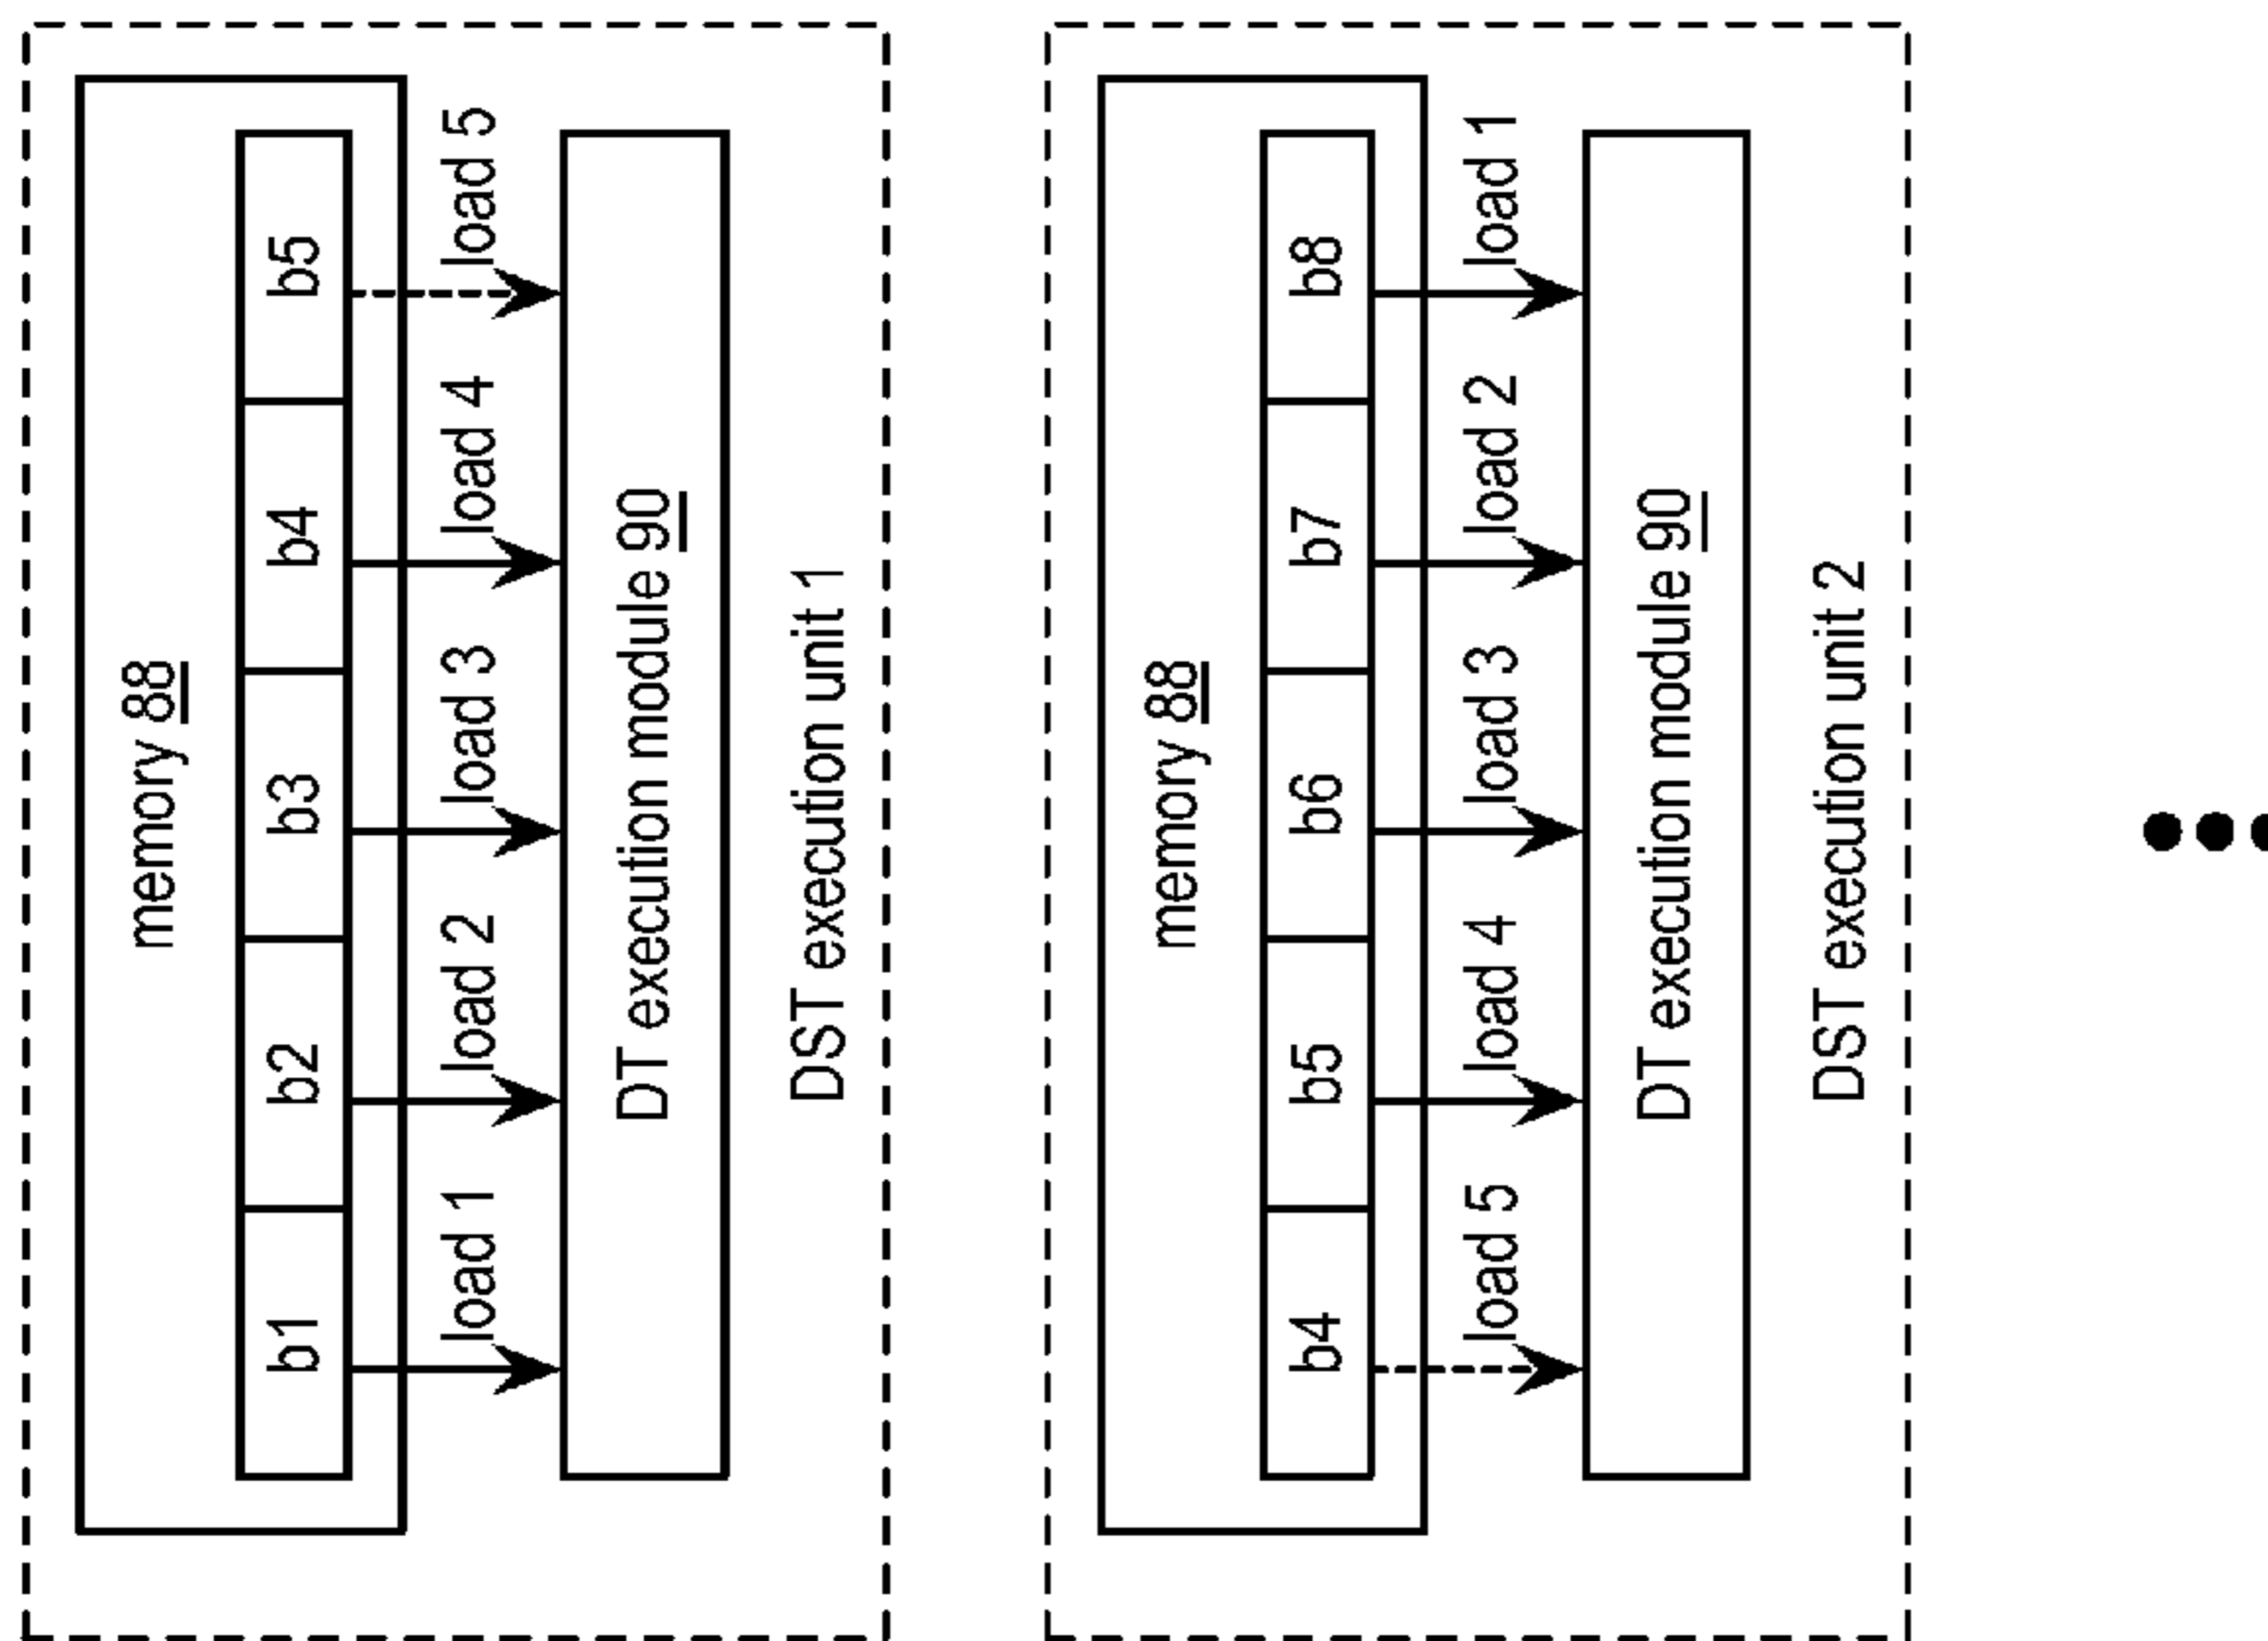 memory 88
b1 b2 b3 b4 b5
load 1 load 2 load 3 load 4 load 5
DT execution module 90
DST execution unit 1
memory 88
b4 b5 b6 b7 b8
load 5 load 4 load 3 load 2 load 1
DT execution module 90
DST execution unit 2